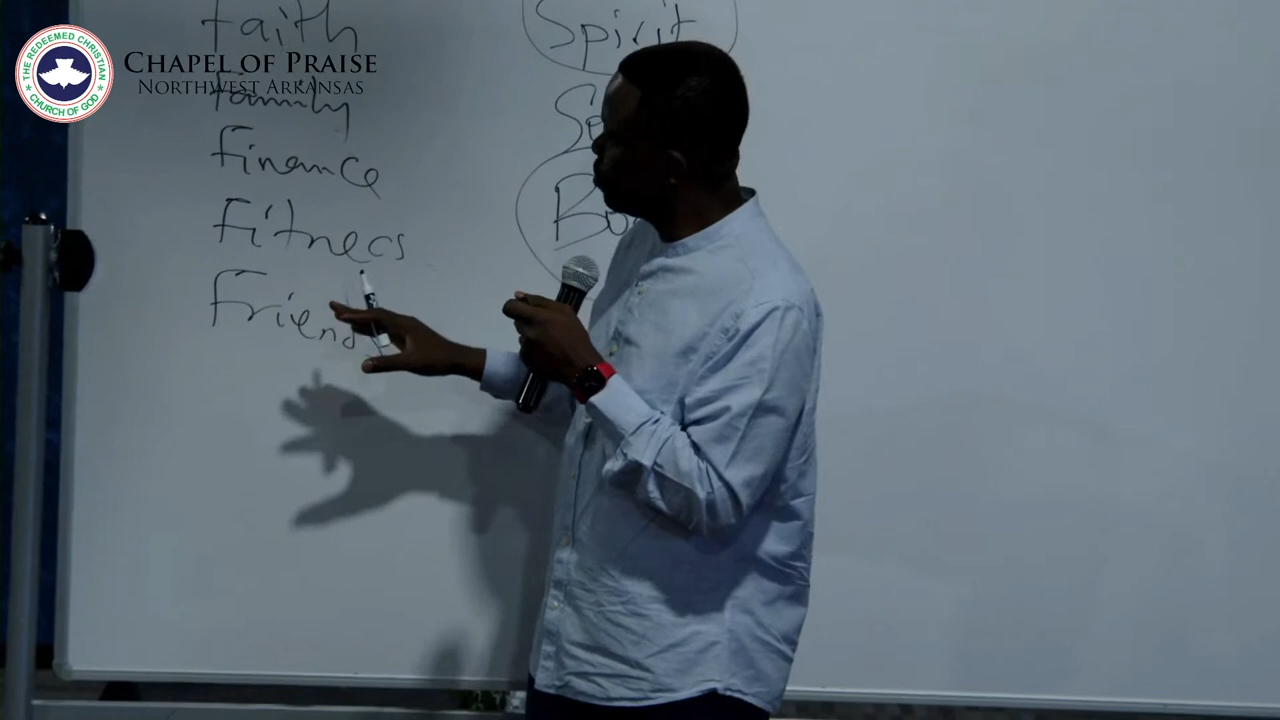 THE REDEEMED CHRISTIAN
CHURCH OF GOD
CHAPEL OF PRAISE
NORTHWEST ARKANSAS
Faith
Family
Finance
Fitness
Friend
Spirit